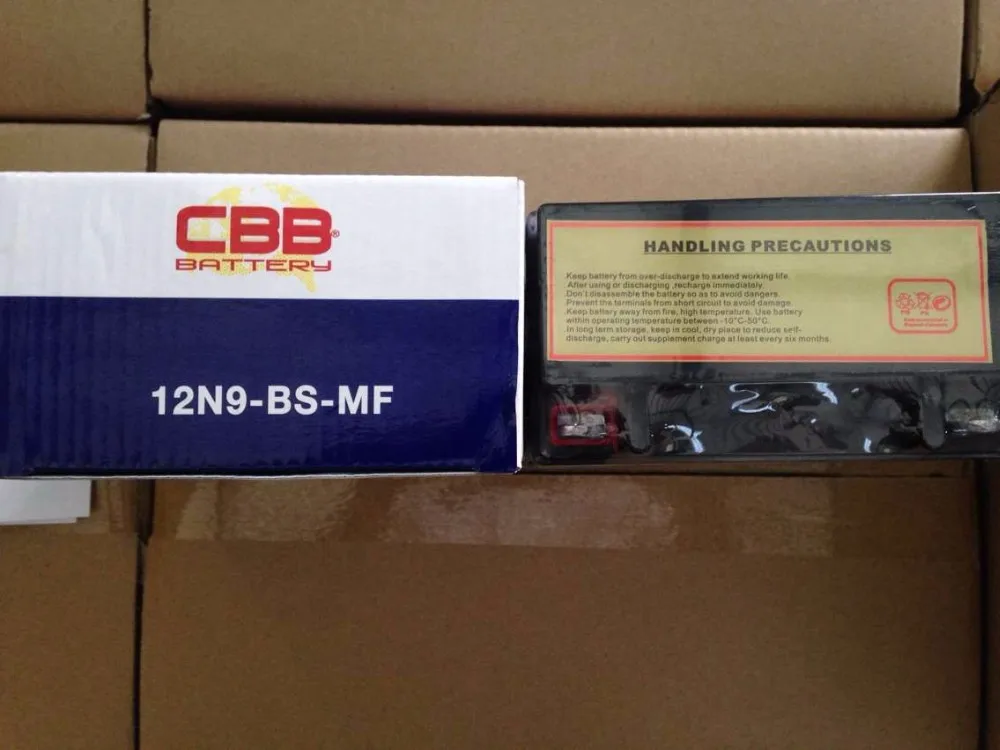 CBB®
BATTERY
12N9-BS-MF
HANDLING PRECAUTIONS
Keep battery from over-discharge to extend working life.
After using or discharging ,recharge immediately
Don't disassemble the battery so as to avoid dangers.
Prevent the terminals from short circuit to avoid damage.
Keep battery away from fire, high temperature. Use battery
within operating temperature between -10°C-50°C.
In long term storage, keep in cool, dry place to reduce self-
discharge, carry out supplement charge at least every six months.